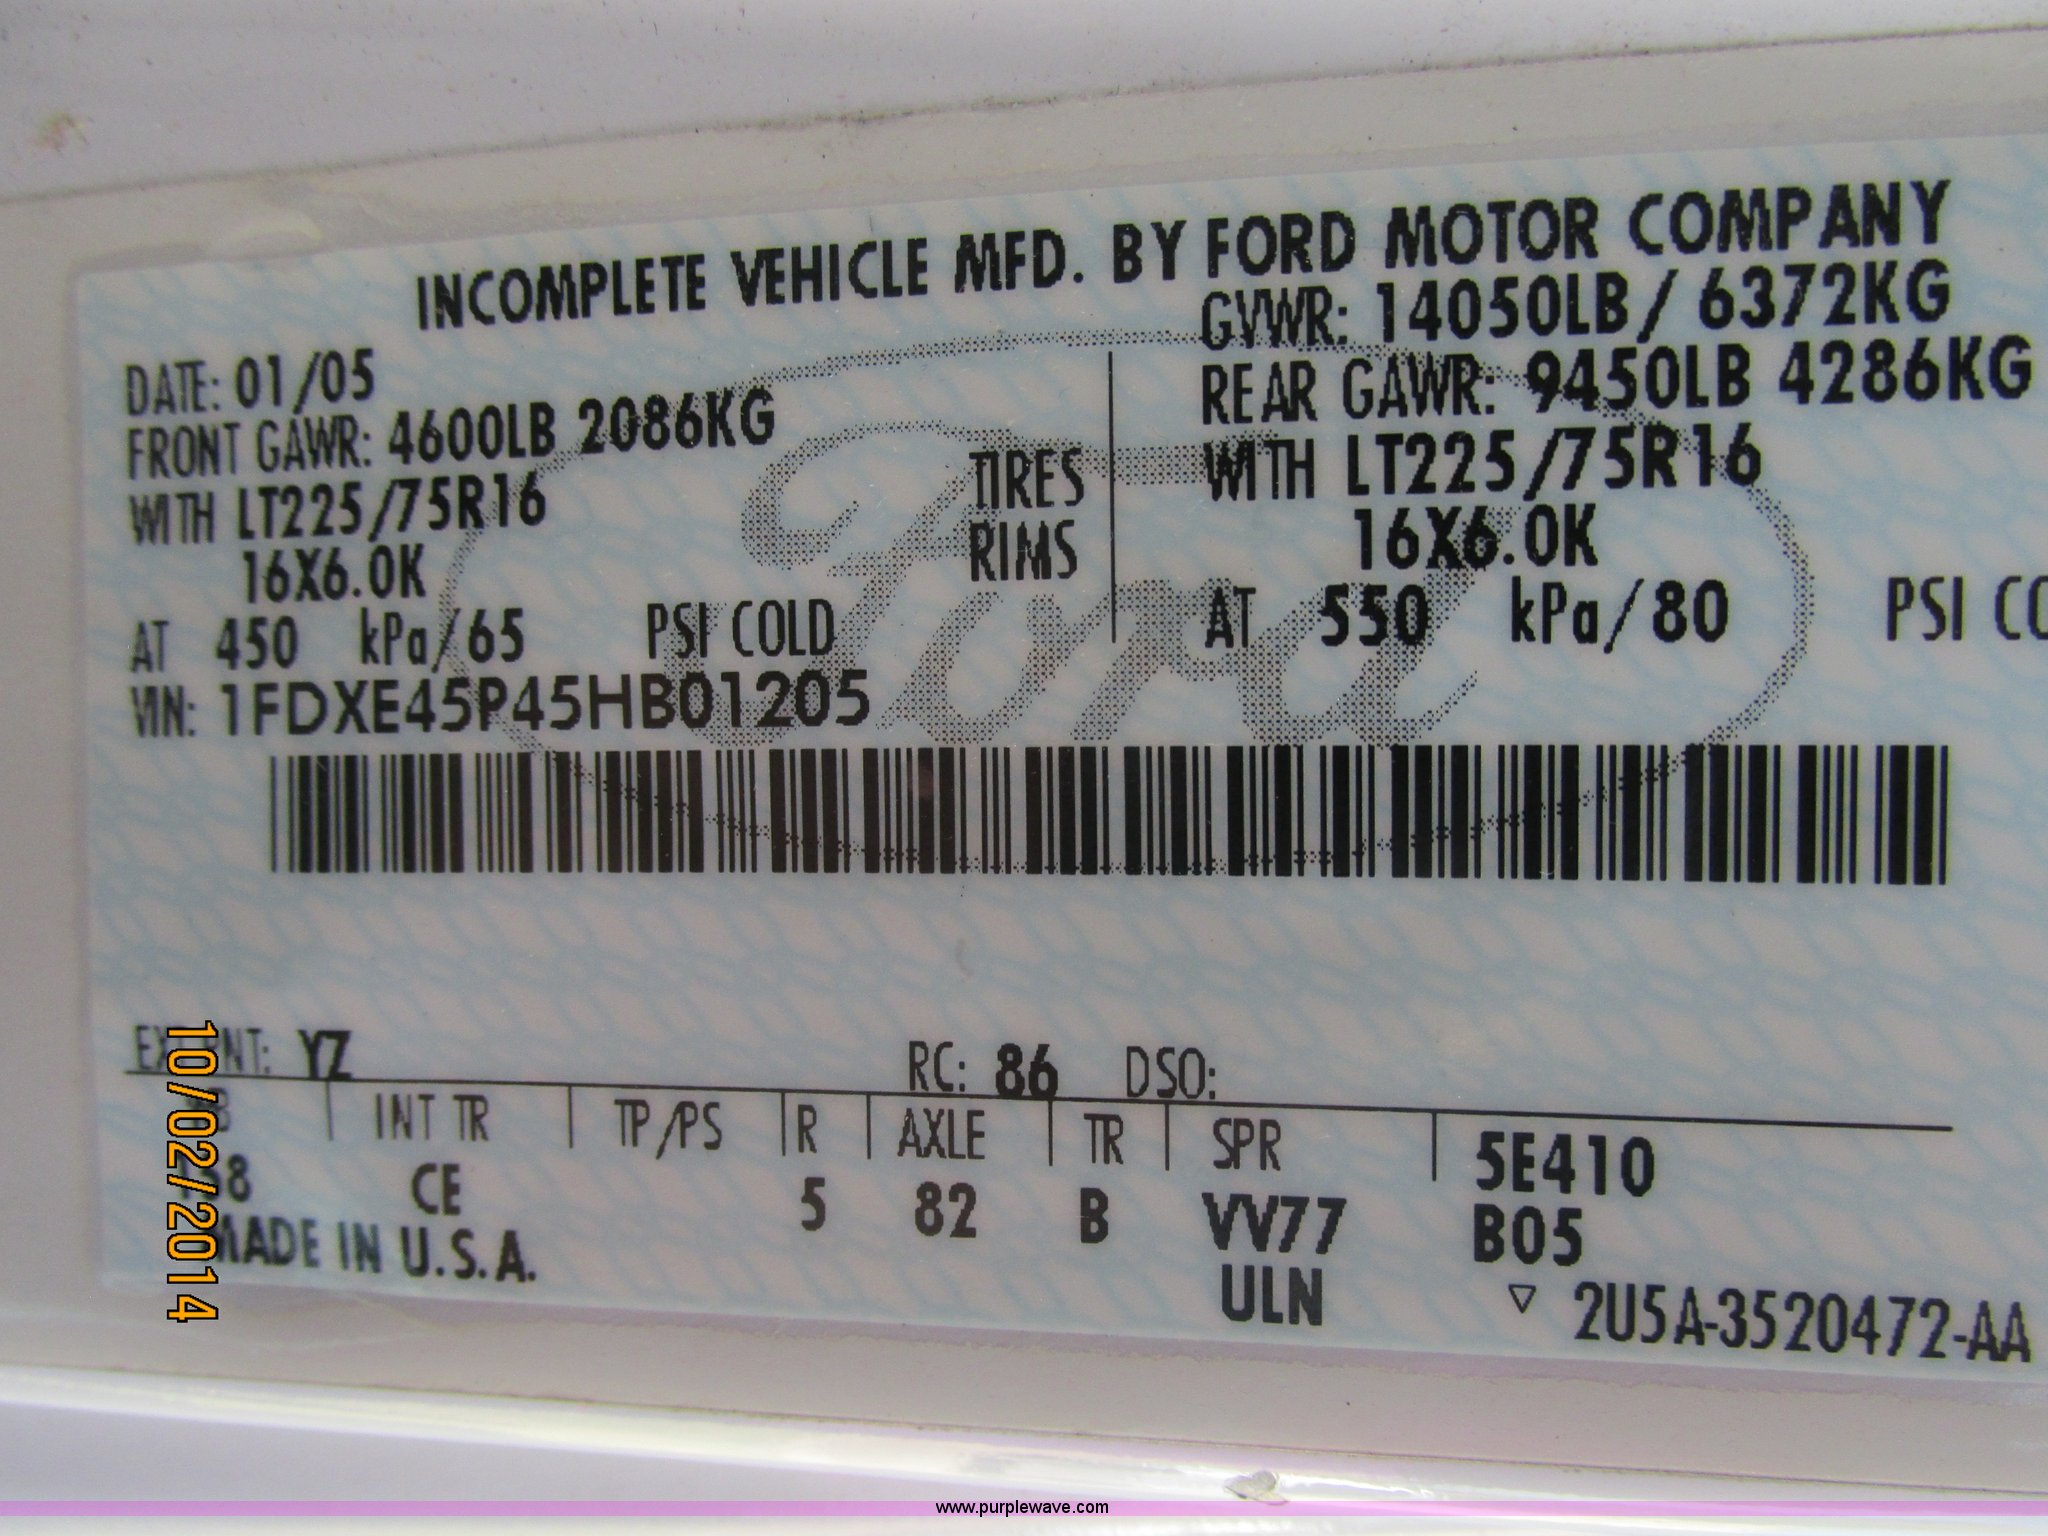 INCOMPLETE VEHICLE MFD. BY FORD MOTOR COMPANY
DATE: 01/05
GVWR: 14050LB/ 6372KG
FRONT GAWR: 4600LB 2086KG
REAR GAWR: 9450LB 4286KG
WITH LT225/75R16 TIRES WITH LT225/75R16
16X6.0K RIMS 16X6.0K
AT 450 kPa/65 PSI COLD AT 550 kPa/80 PSI
VIN: 1FDXE45P45HB01205
Ford
YZ RC: 86 DSO:
INT TR TP/PS R AXLE TR SPR 5E410
CE 5 82 B VV77 B05
MADE IN U.S.A. ULN 2U5A-3520472-AA
10/02/2014
www.purplewave.com